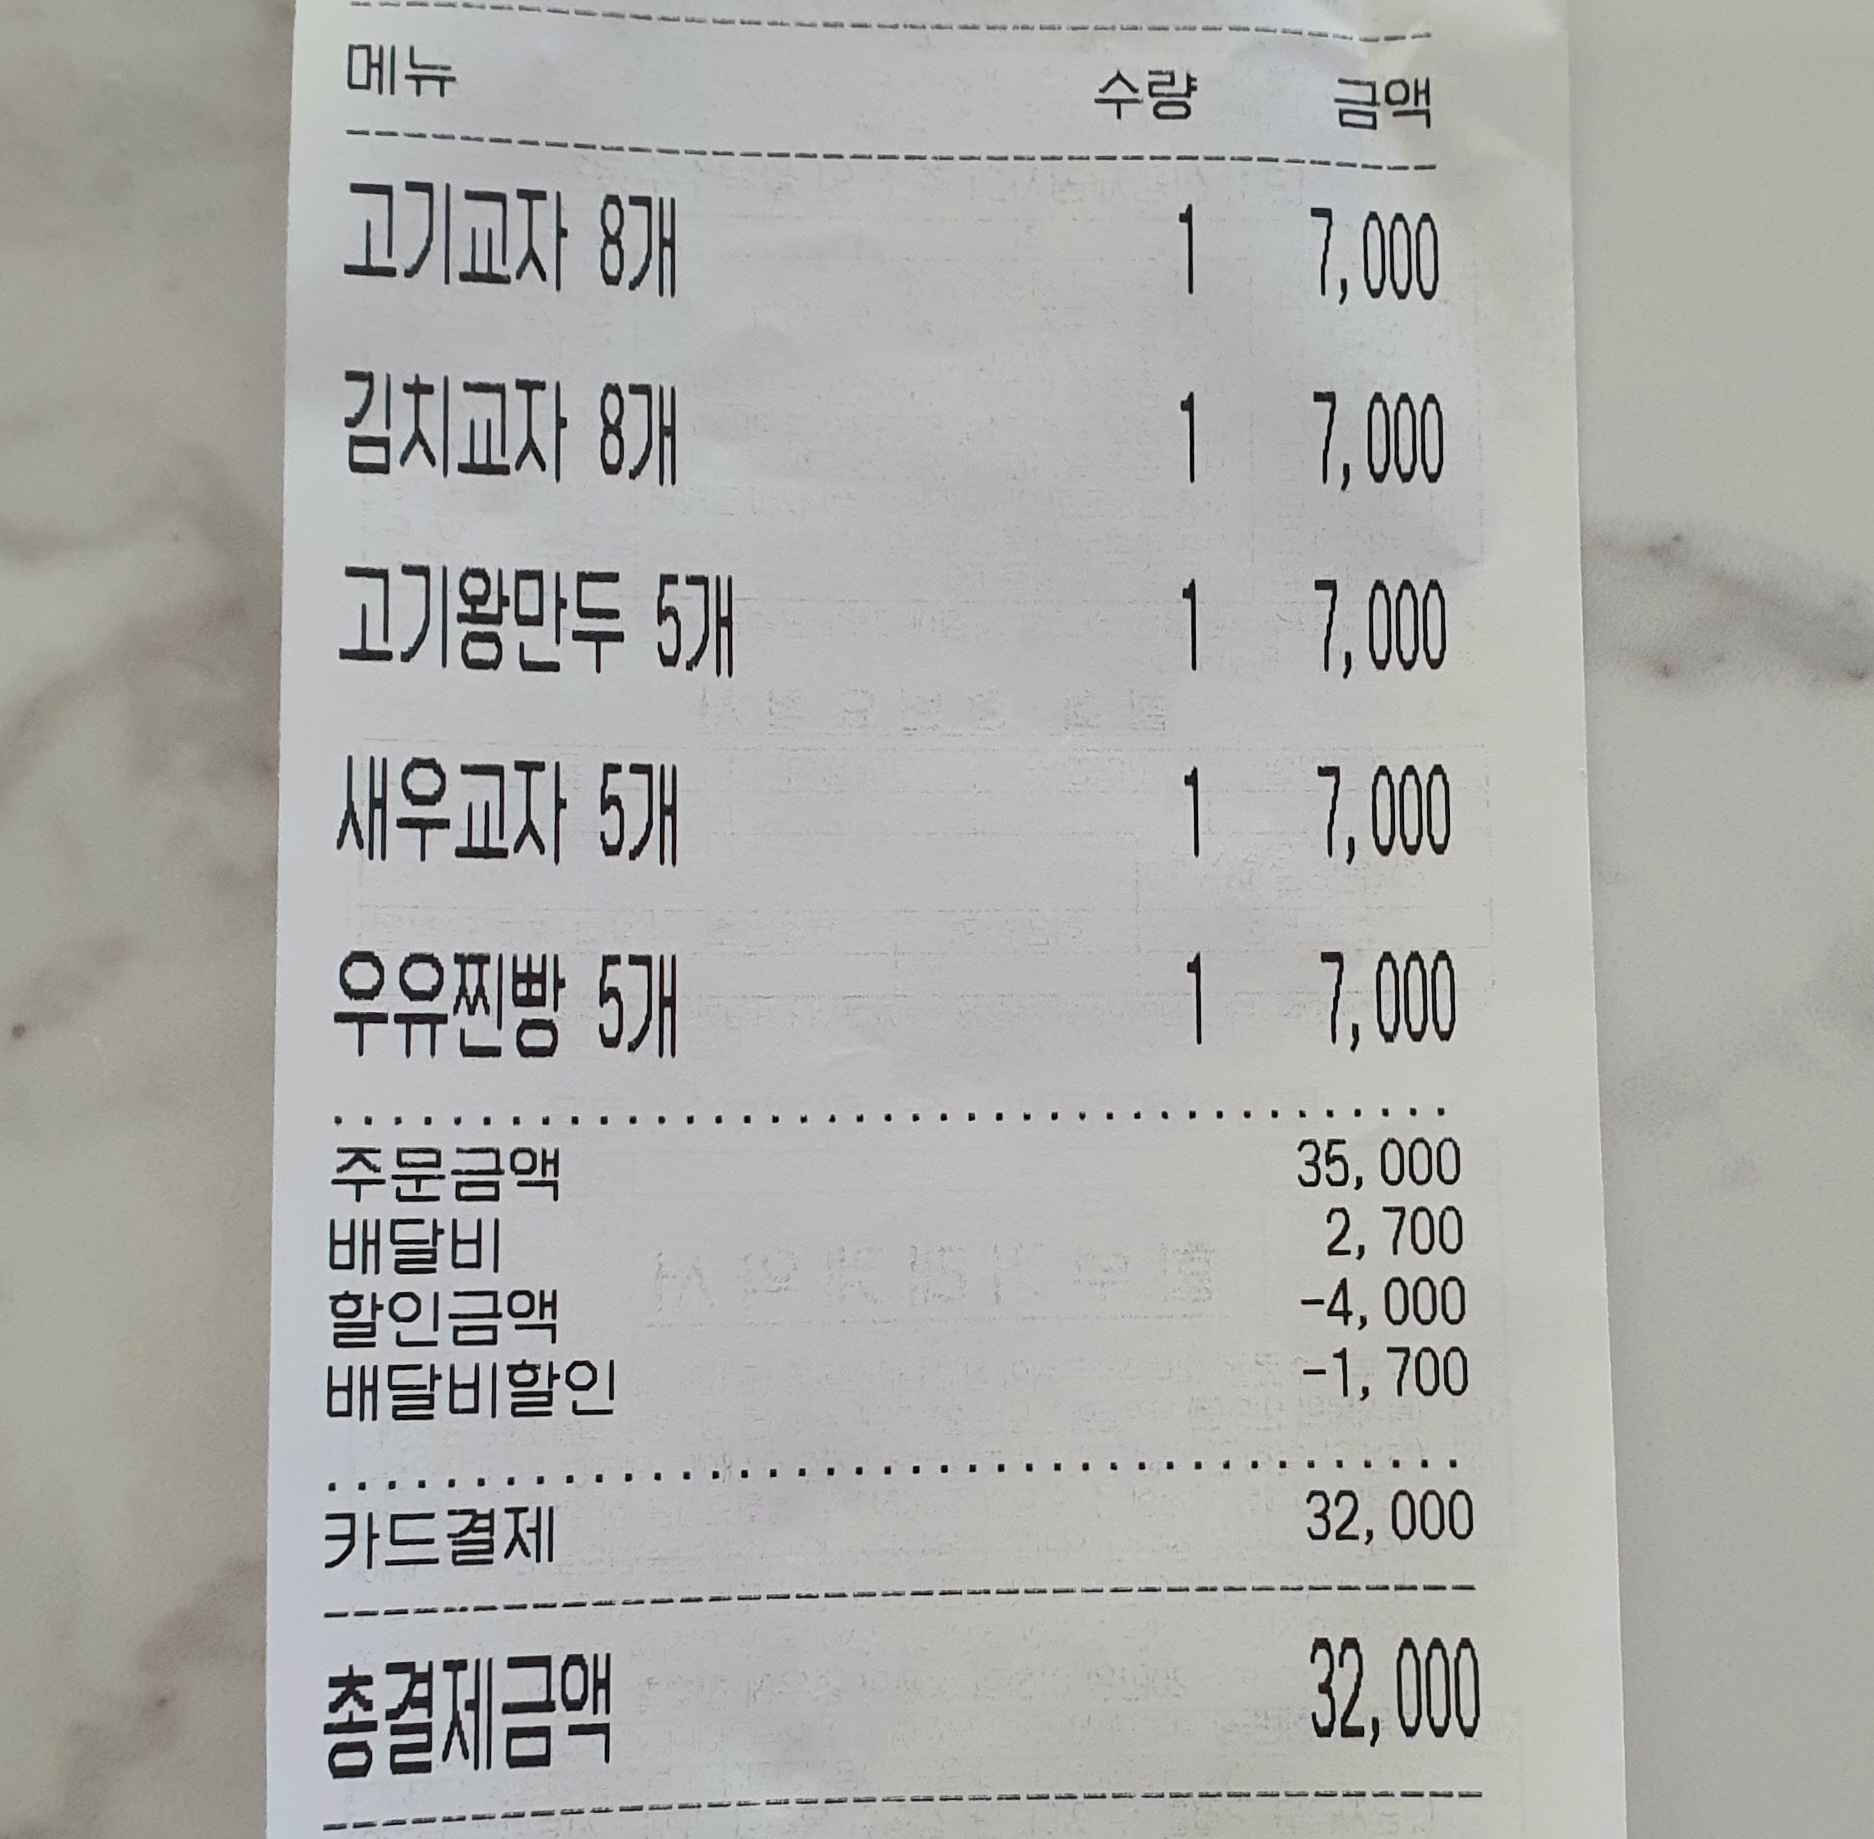 메뉴 수량 금액
고기교자 8개 1 7,000
김치교자 8개 1 7,000
고기왕만두 5개 1 7,000
새우교자 5개 1 7,000
우유찐빵 5개 1 7,000
주문금액 35,000
배달비 2,700
할인금액 -4,000
배달비할인 -1,700
카드결제 32,000
총결제금액 32,000